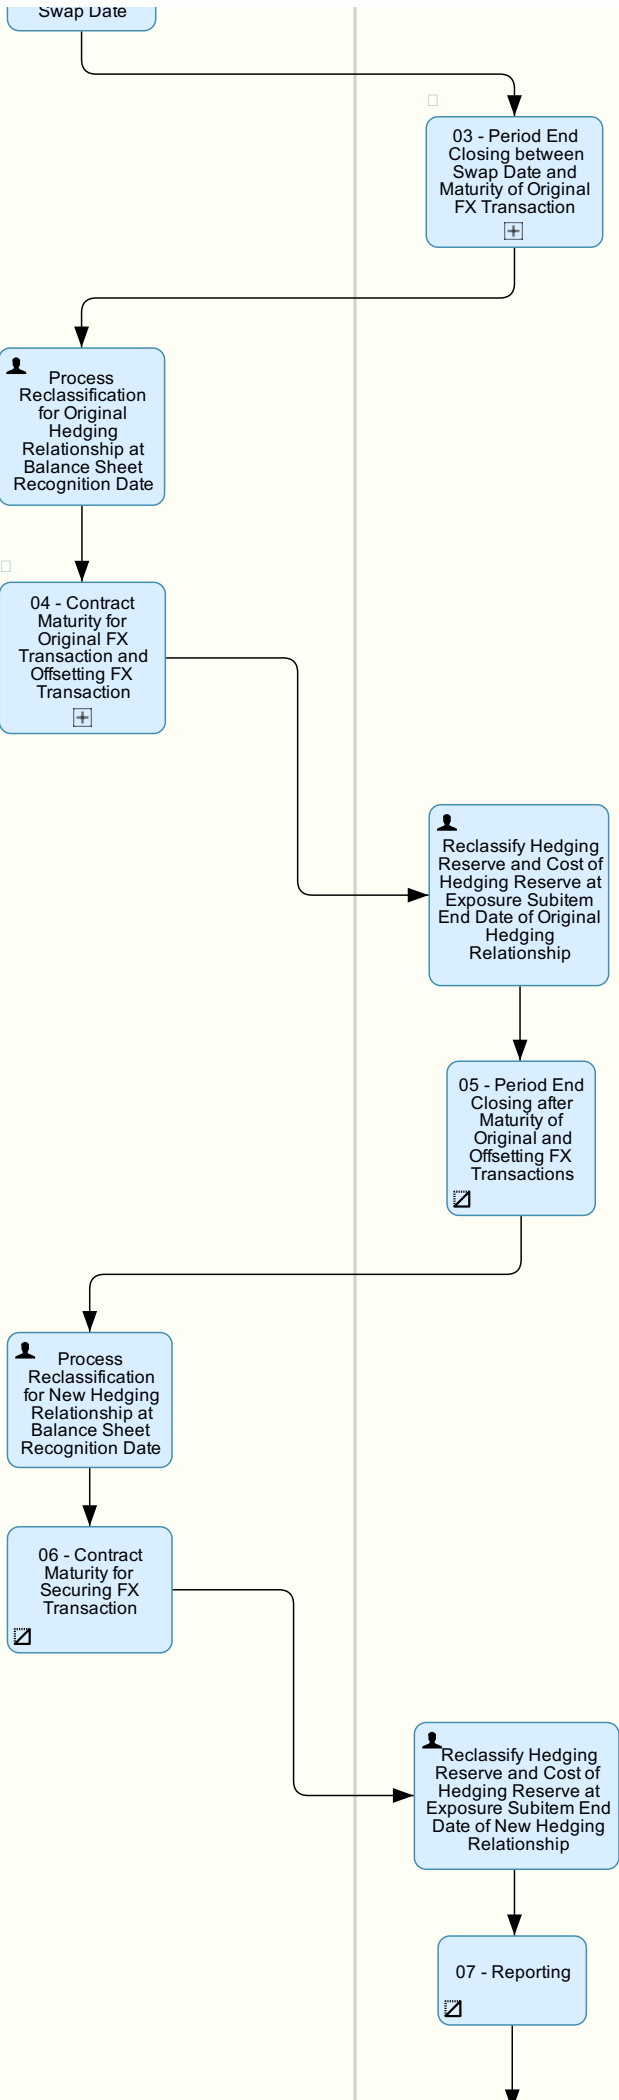 Swap Date
03 - Period End
Closing between
Swap Date and
Maturity of Original
FX Transaction
Process
Reclassification
for Original
Hedging
Relationship at
Balance Sheet
Recognition Date
04 - Contract
Maturity for
Original FX
Transaction and
Offsetting FX
Transaction
Reclassify Hedging
Reserve and Cost of
Hedging Reserve at
Exposure Subitem
End Date of Original
Hedging
Relationship
05 - Period End
Closing after
Maturity of
Original and
Offsetting FX
Transactions
Process
Reclassification
for New Hedging
Relationship at
Balance Sheet
Recognition Date
06 - Contract
Maturity for
Securing FX
Transaction
Reclassify Hedging
Reserve and Cost of
Hedging Reserve at
Exposure Subitem End
Date of New Hedging
Relationship
07 - Reporting